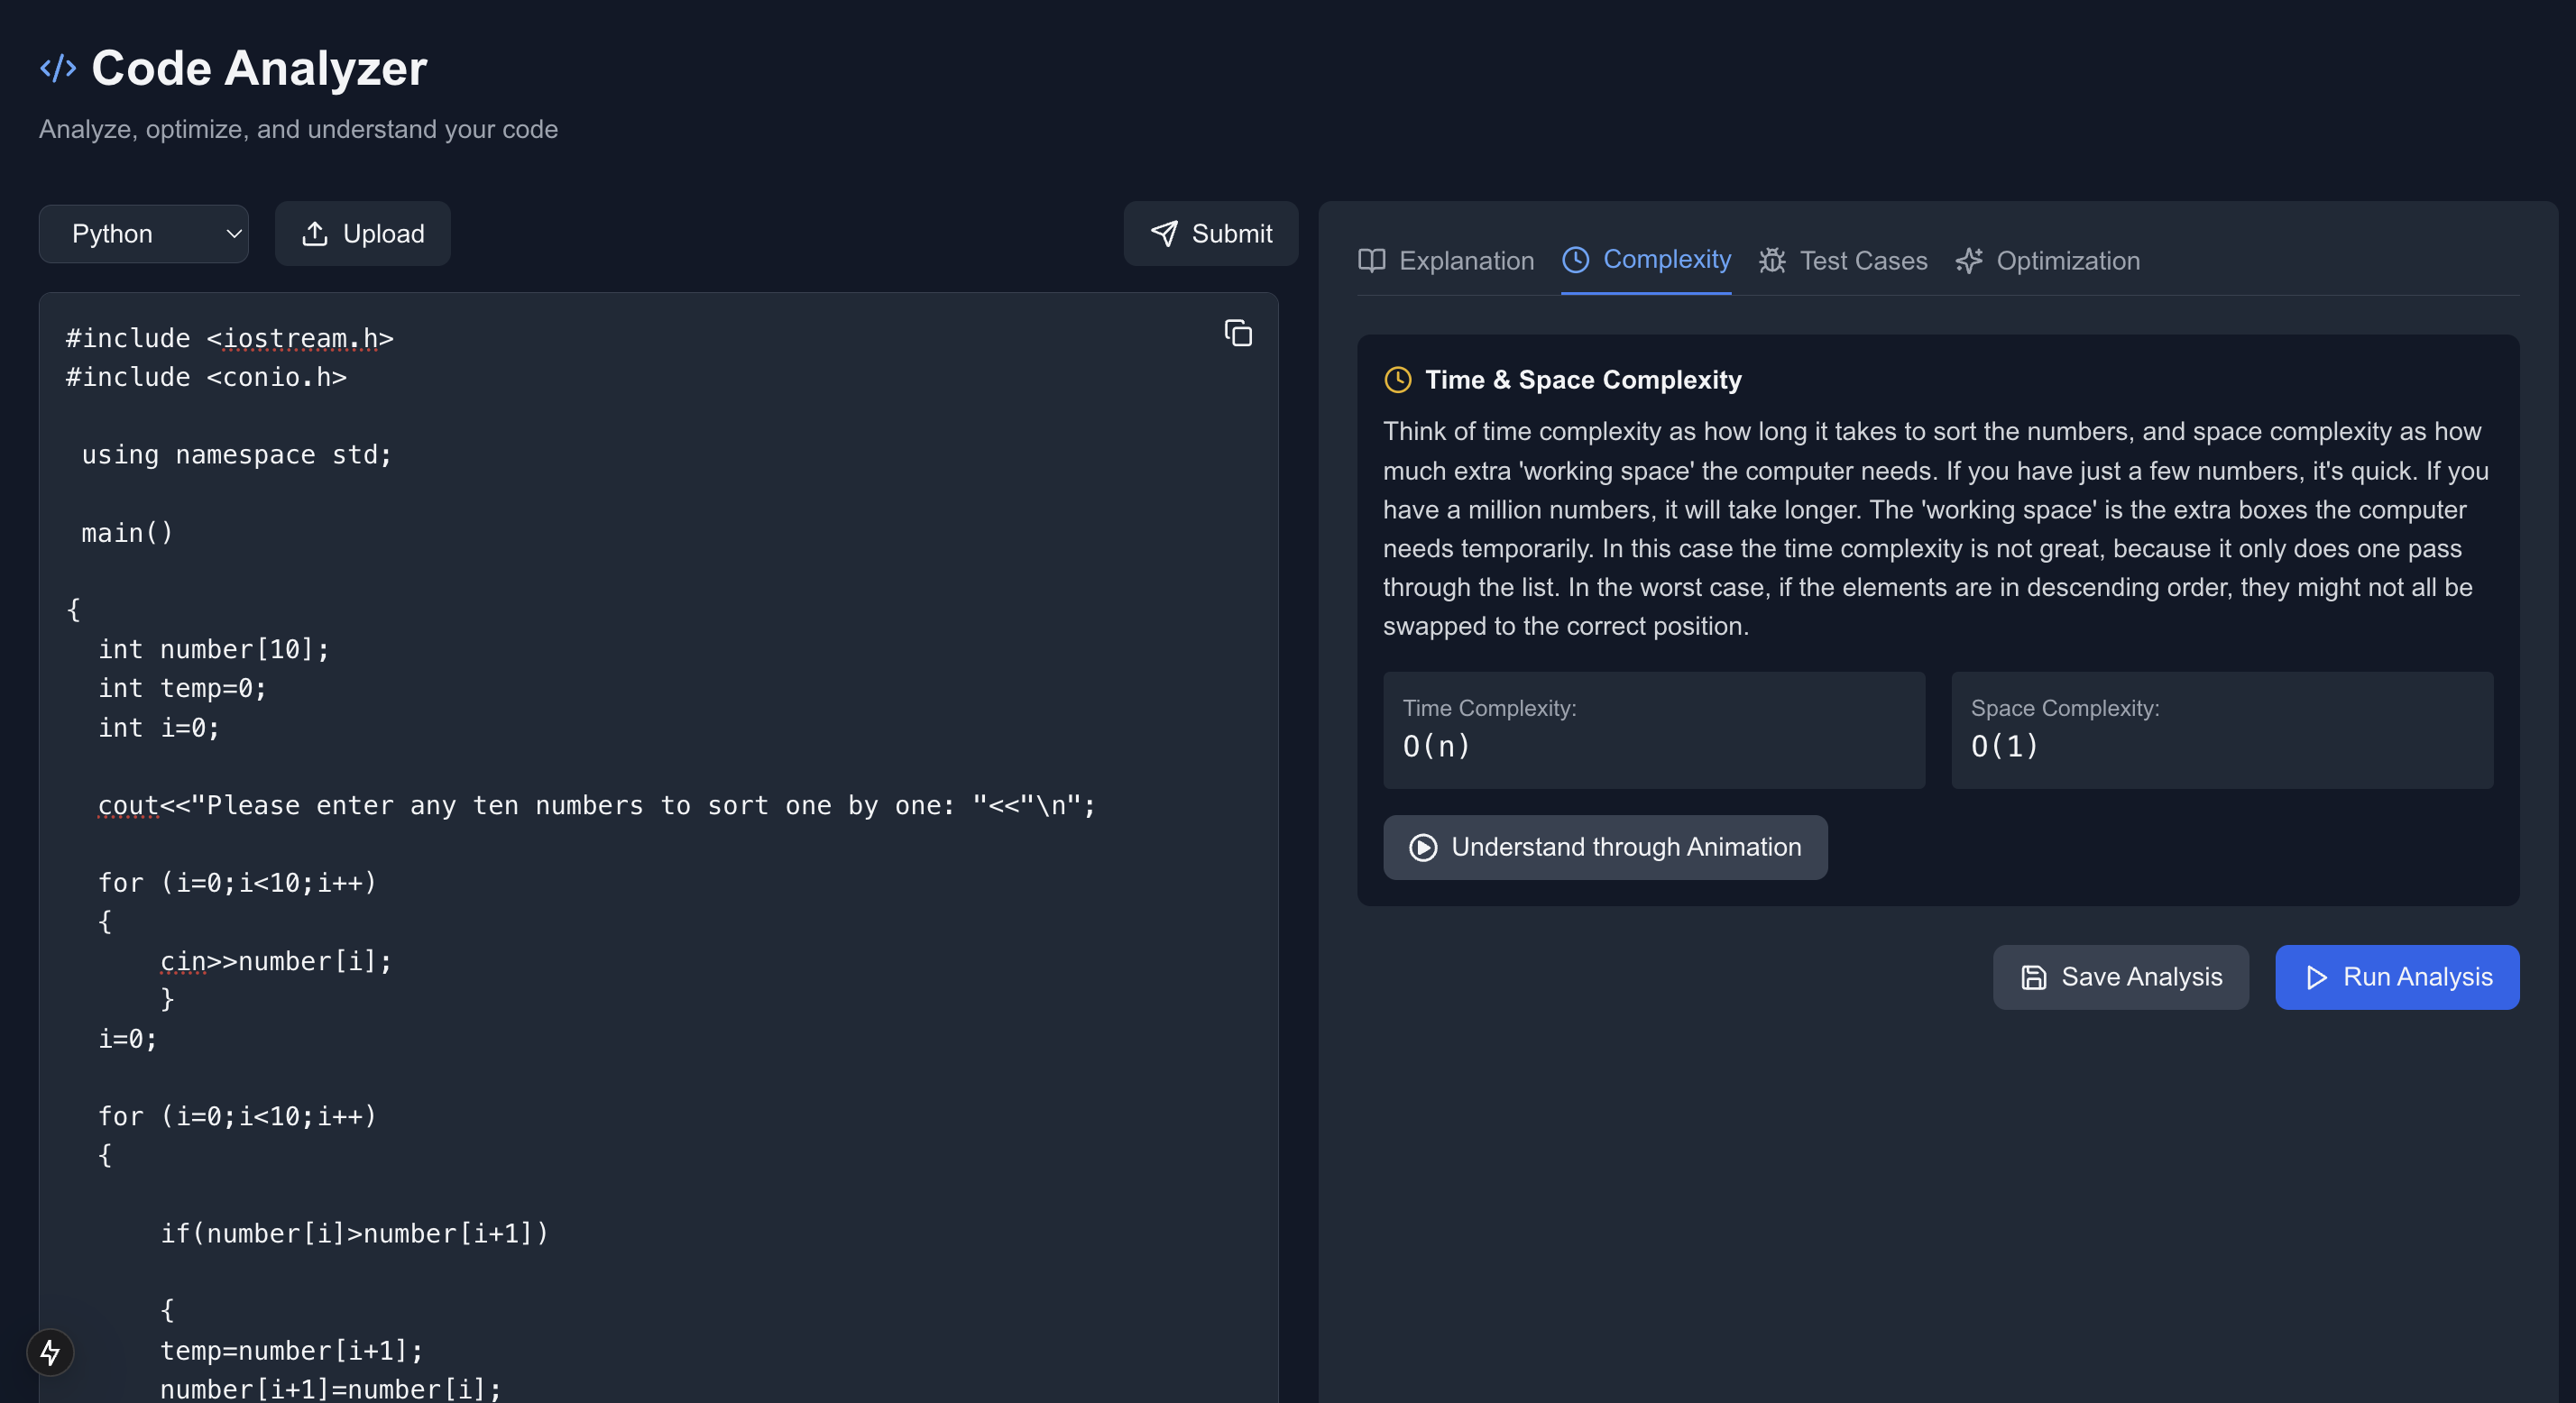 Code Analyzer
Analyze, optimize, and understand your code
Python
Upload
Submit
#include <iostream.h>
#include <conio.h>
using namespace std;
main()
{
int number[10];
int temp=0;
int i=0;
cout<<"Please enter any ten numbers to sort one by one: "<<"\n";
for (i=0;i<10;i++)
{
cin>>number[i];
}
i=0;
for (i=0;i<10;i++)
{
if(number[i]>number[i+1])
{
temp=number[i+1];
number[i+1]=number[i];
Explanation
Complexity
Test Cases
Optimization
Time & Space Complexity
Think of time complexity as how long it takes to sort the numbers, and space complexity as how
much extra 'working space' the computer needs. If you have just a few numbers, it's quick. If you
have a million numbers, it will take longer. The 'working space' is the extra boxes the computer
needs temporarily. In this case the time complexity is not great, because it only does one pass
through the list. In the worst case, if the elements are in descending order, they might not all be
swapped to the correct position.
Time Complexity:
O(n)
Space Complexity:
O(1)
Understand through Animation
Save Analysis
Run Analysis